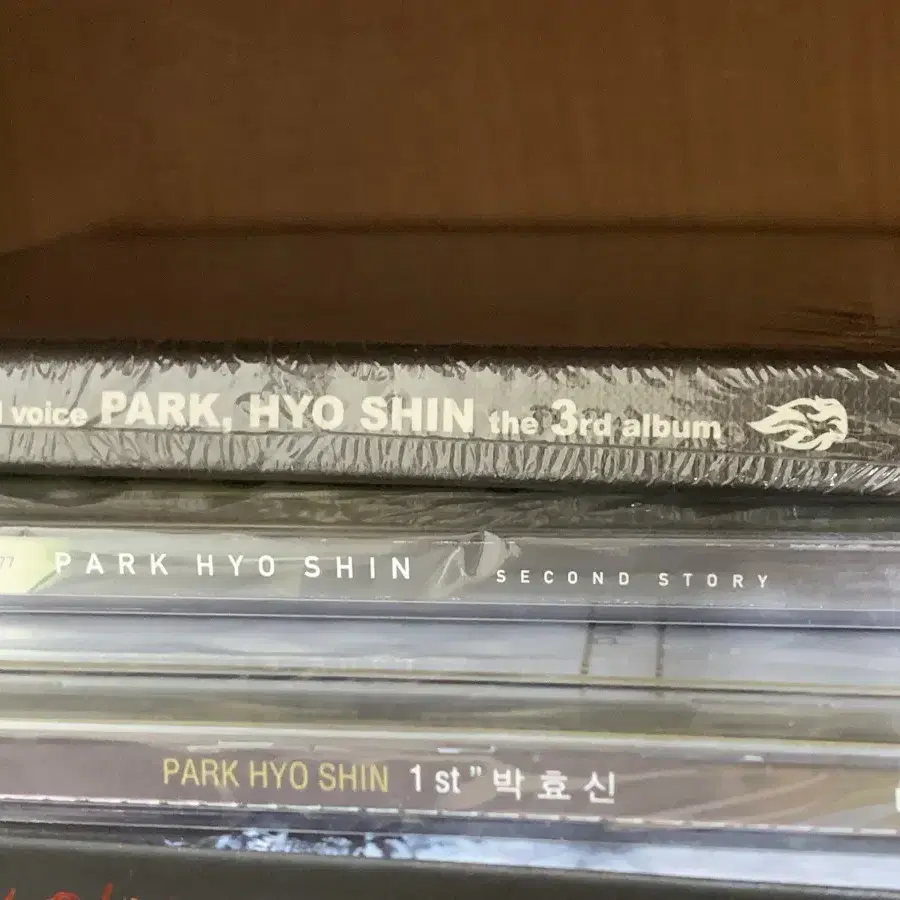 voice PARK, HYO SHIN the 3rd album
77 PARK HYO SHIN SECOND STORY
PARK HYO SHIN 1 st " 박효신